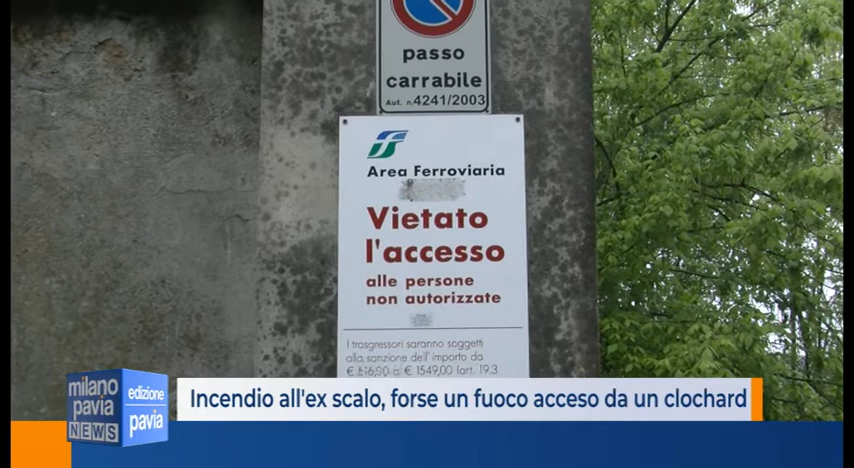 passo
carrabile
Aut. n. 4241/2003
Area Ferroviaria
Vietato
l'accesso
alle persone
non autorizzate
I trasgressori saranno soggetti
alla sanzione dell'importo da
€ 516,00 a € 1549,00 (art. 19.3
milano
pavia
NEWS
edizione
pavia
Incendio all'ex scalo, forse un fuoco acceso da un clochard